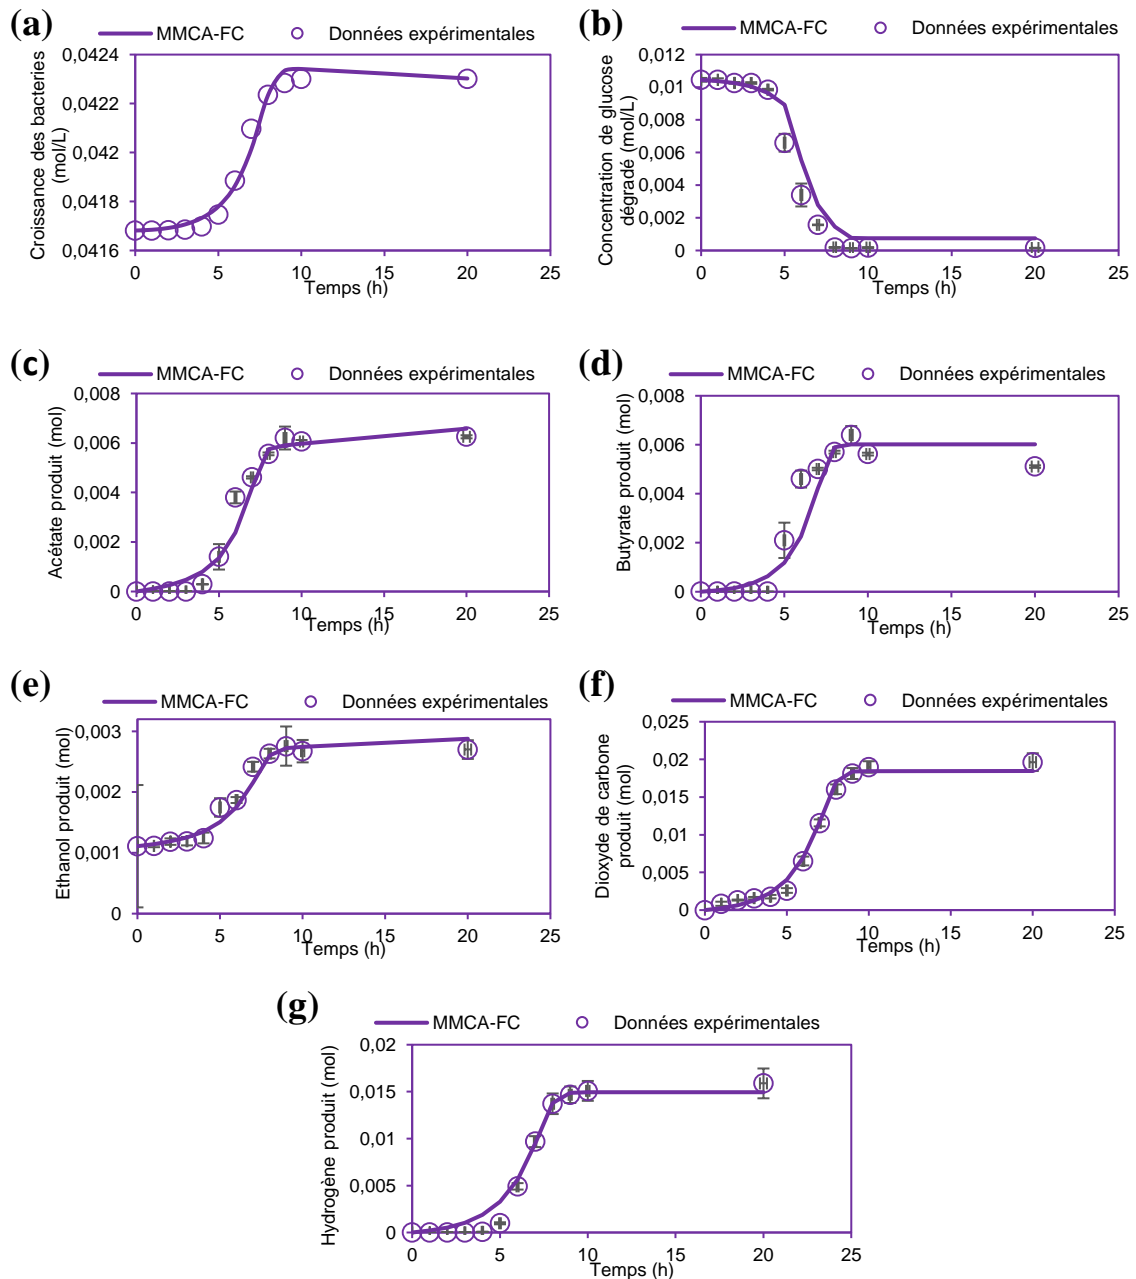 (a)
MMCA-FC
Données expérimentales
Croissance des bacteries
(mol/L)
0,0424
0,0422
0,042
0,0418
0,0416
0
5
10
15
20
25
Temps (h)
(b)
MMCA-FC
Données expérimentales
Concentration de glucose
dégradé (mol/L)
0,012
0,01
0,008
0,006
0,004
0,002
0
0
5
10
15
20
25
Temps (h)
(c)
MMCA-FC
Données expérimentales
Acétate produit (mol)
0,008
0,006
0,004
0,002
0
0
5
10
15
20
25
Temps (h)
(d)
MMCA-FC
Données expérimentales
Butyrate produit (mol)
0,008
0,006
0,004
0,002
0
0
5
10
15
20
25
Temps (h)
(e)
MMCA-FC
Données expérimentales
Ethanol produit (mol)
0,003
0,002
0,001
0
0
5
10
15
20
25
Temps (h)
(f)
MMCA-FC
Données expérimentales
Dioxyde de carbone
produit (mol)
0,025
0,02
0,015
0,01
0,005
0
0
5
10
15
20
25
Temps (h)
(g)
MMCA-FC
Données expérimentales
Hydrogène produit (mol)
0,02
0,015
0,01
0,005
0
0
5
10
15
20
25
Temps (h)